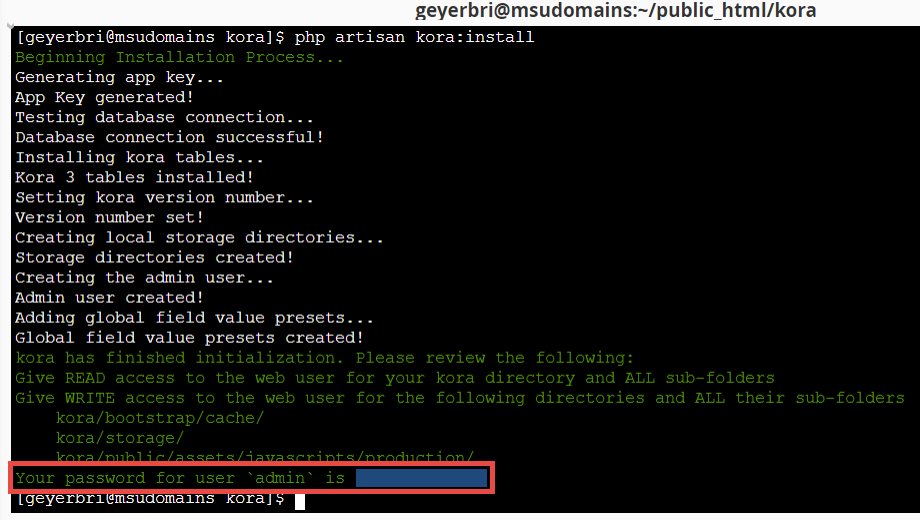 geyerbri@msudomains:~/public_html/kora
[geyerbri@msudomains kora]$ php artisan kora:install
Beginning Installation Process...
Generating app key...
App Key generated!
Testing database connection...
Database connection successful!
Installing kora tables...
Kora 3 tables installed!
Setting kora version number...
Version number set!
Creating local storage directories...
Storage directories created!
Creating the admin user...
Admin user created!
Adding global field value presets...
Global field value presets created!
kora has finished initialization. Please review the following:
Give READ access to the web user for your kora directory and ALL sub-folders
Give WRITE access to the web user for the following directories and ALL their sub-folders
kora/bootstrap/cache/
kora/storage/
kora/public/assets/javascripts/production/
Your password for user `admin` is
[geyerbri@msudomains kora]$